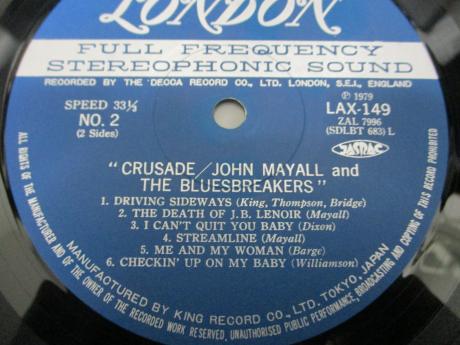 LONDON
FULL FREQUENCY
STEREOPHONIC SOUND
RECORDED BY THE DECCA RECORD CO., LTD. LONDON, S.E.I., ENGLAND
SPEED 33⅓
NO. 2
(2 Sides)
Ⓟ 1979
LAX-149
ZAL 7996
(SDLBT 683) L
JASRAC
"CRUSADE/JOHN MAYALL and
THE BLUESBREAKERS"
1. DRIVING SIDEWAYS (King, Thompson, Bridge)
2. THE DEATH OF J.B. LENOIR (Mayall)
3. I CAN'T QUIT YOU BABY (Dixon)
4. STREAMLINE (Mayall)
5. ME AND MY WOMAN (Barge)
6. CHECKIN' UP ON MY BABY (Williamson)
MANUFACTURED BY KING RECORD CO., LTD. TOKYO, JAPAN
ALL RIGHTS OF THE MANUFACTURER AND OF THE OWNER OF THE RECORDED WORK RESERVED. UNAUTHORISED PUBLIC PERFORMANCE, BROADCASTING AND COPYING OF THIS RECORD PROHIBITED